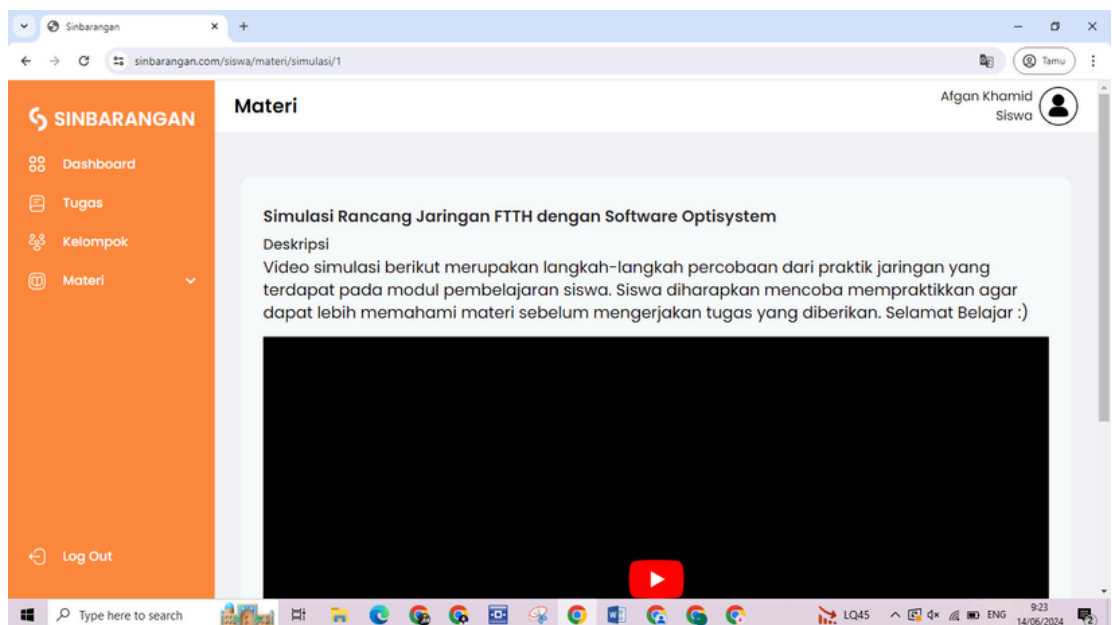 Sinbarangan
sinbarangan.com/siswa/materi/simulasi/1
Tamu
SINBARANGAN
Materi
Afgan Khamid
Siswa
Dashboard
Tugas
Kelompok
Materi
Log Out
Simulasi Rancang Jaringan FTTH dengan Software Optisystem
Deskripsi
Video simulasi berikut merupakan langkah-langkah percobaan dari praktik jaringan yang
terdapat pada modul pembelajaran siswa. Siswa diharapkan mencoba mempraktikkan agar
dapat lebih memahami materi sebelum mengerjakan tugas yang diberikan. Selamat Belajar :)
Type here to search
LQ45
ENG
9:23
14/06/2024
2